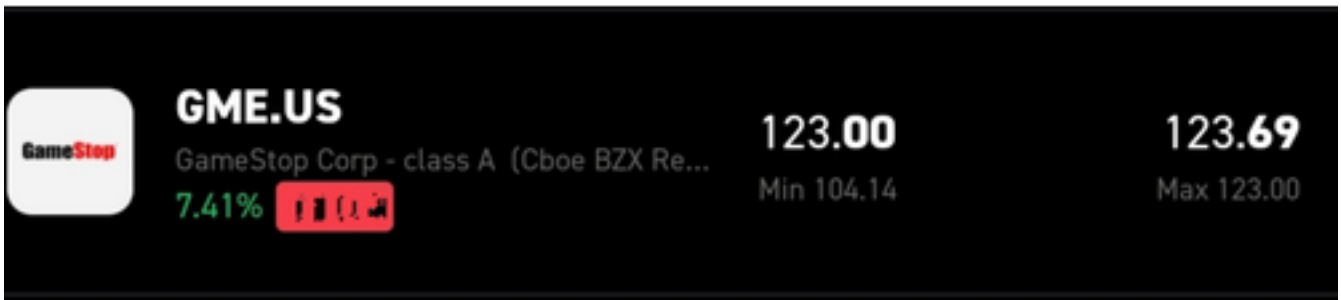 GameStop
GME.US
GameStop Corp - class A (Cboe BZX Re...
7.41%
123.00
Min 104.14
123.69
Max 123.00